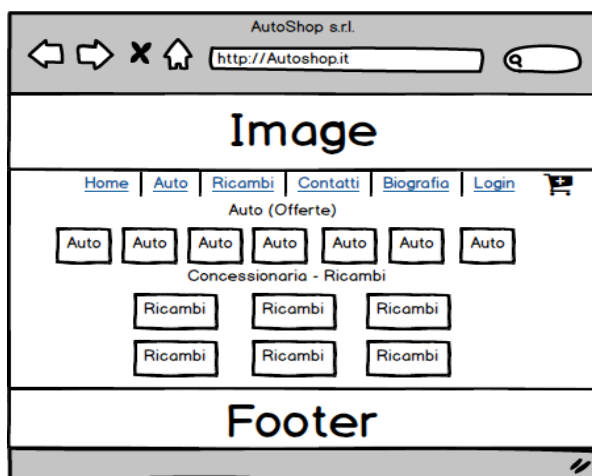 AutoShop s.r.l.
http://Autoshop.it
Image
Home Auto Ricambi Contatti Biografia Login
Auto (Offerte)
Auto Auto Auto Auto Auto Auto Auto
Concessionaria - Ricambi
Ricambi Ricambi Ricambi
Ricambi Ricambi Ricambi
Footer